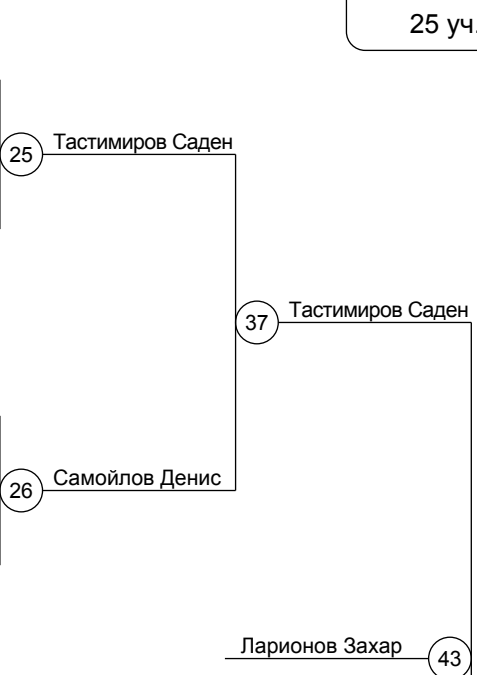 25 уч.
Тастимиров Саден
25
Тастимиров Саден
37
Самойлов Денис
26
Ларионов Захар
43